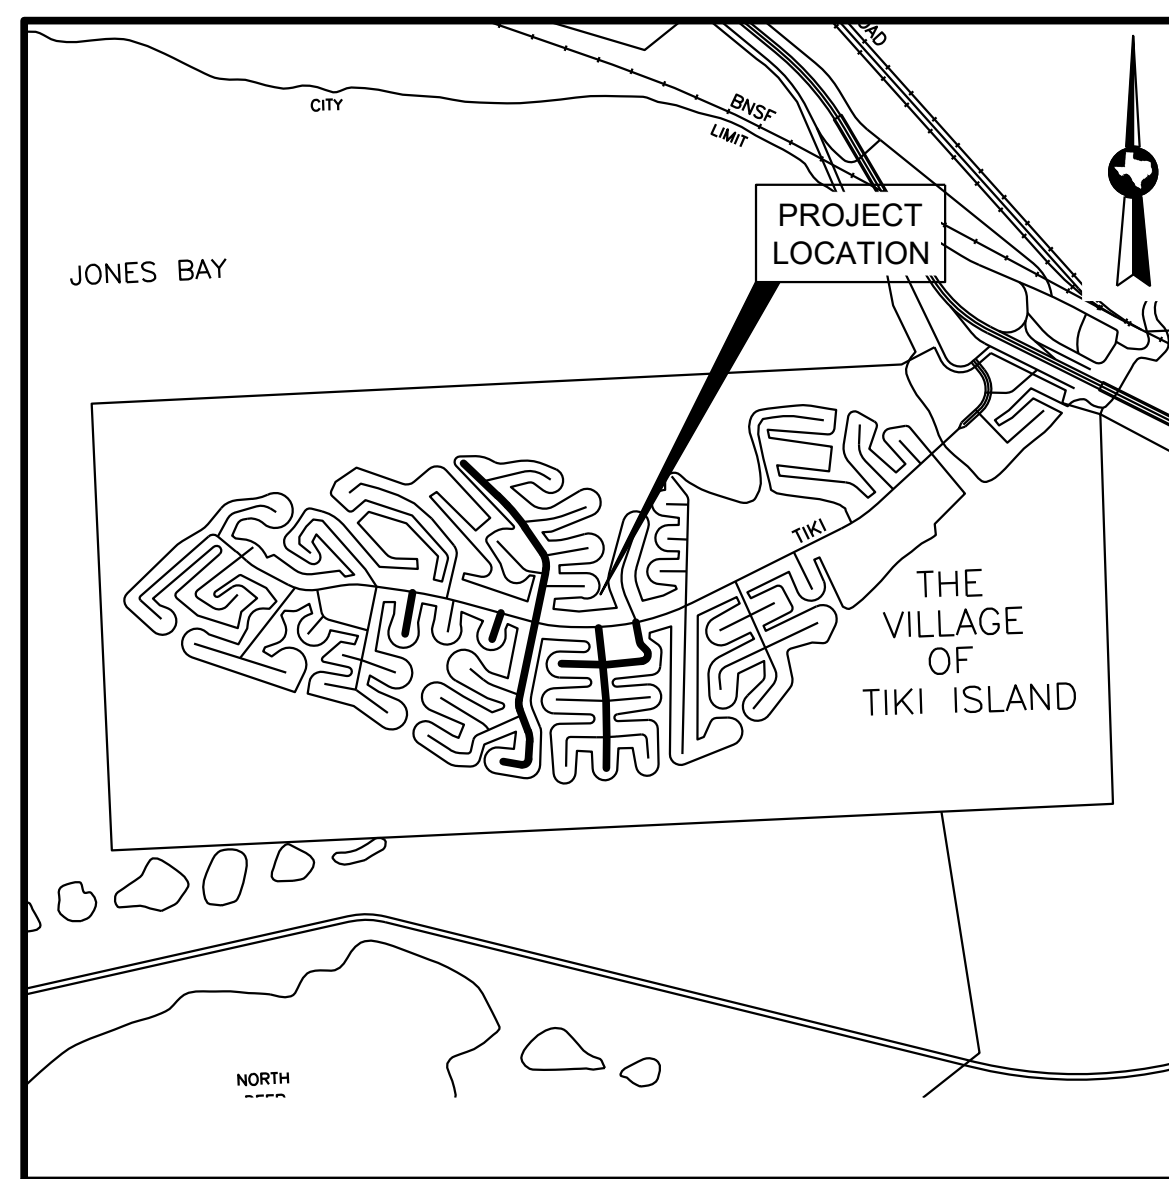 CITY
BNSF
LIMIT
PROJECT
LOCATION
JONES BAY
TIKI
THE
VILLAGE
OF
TIKI ISLAND
NORTH